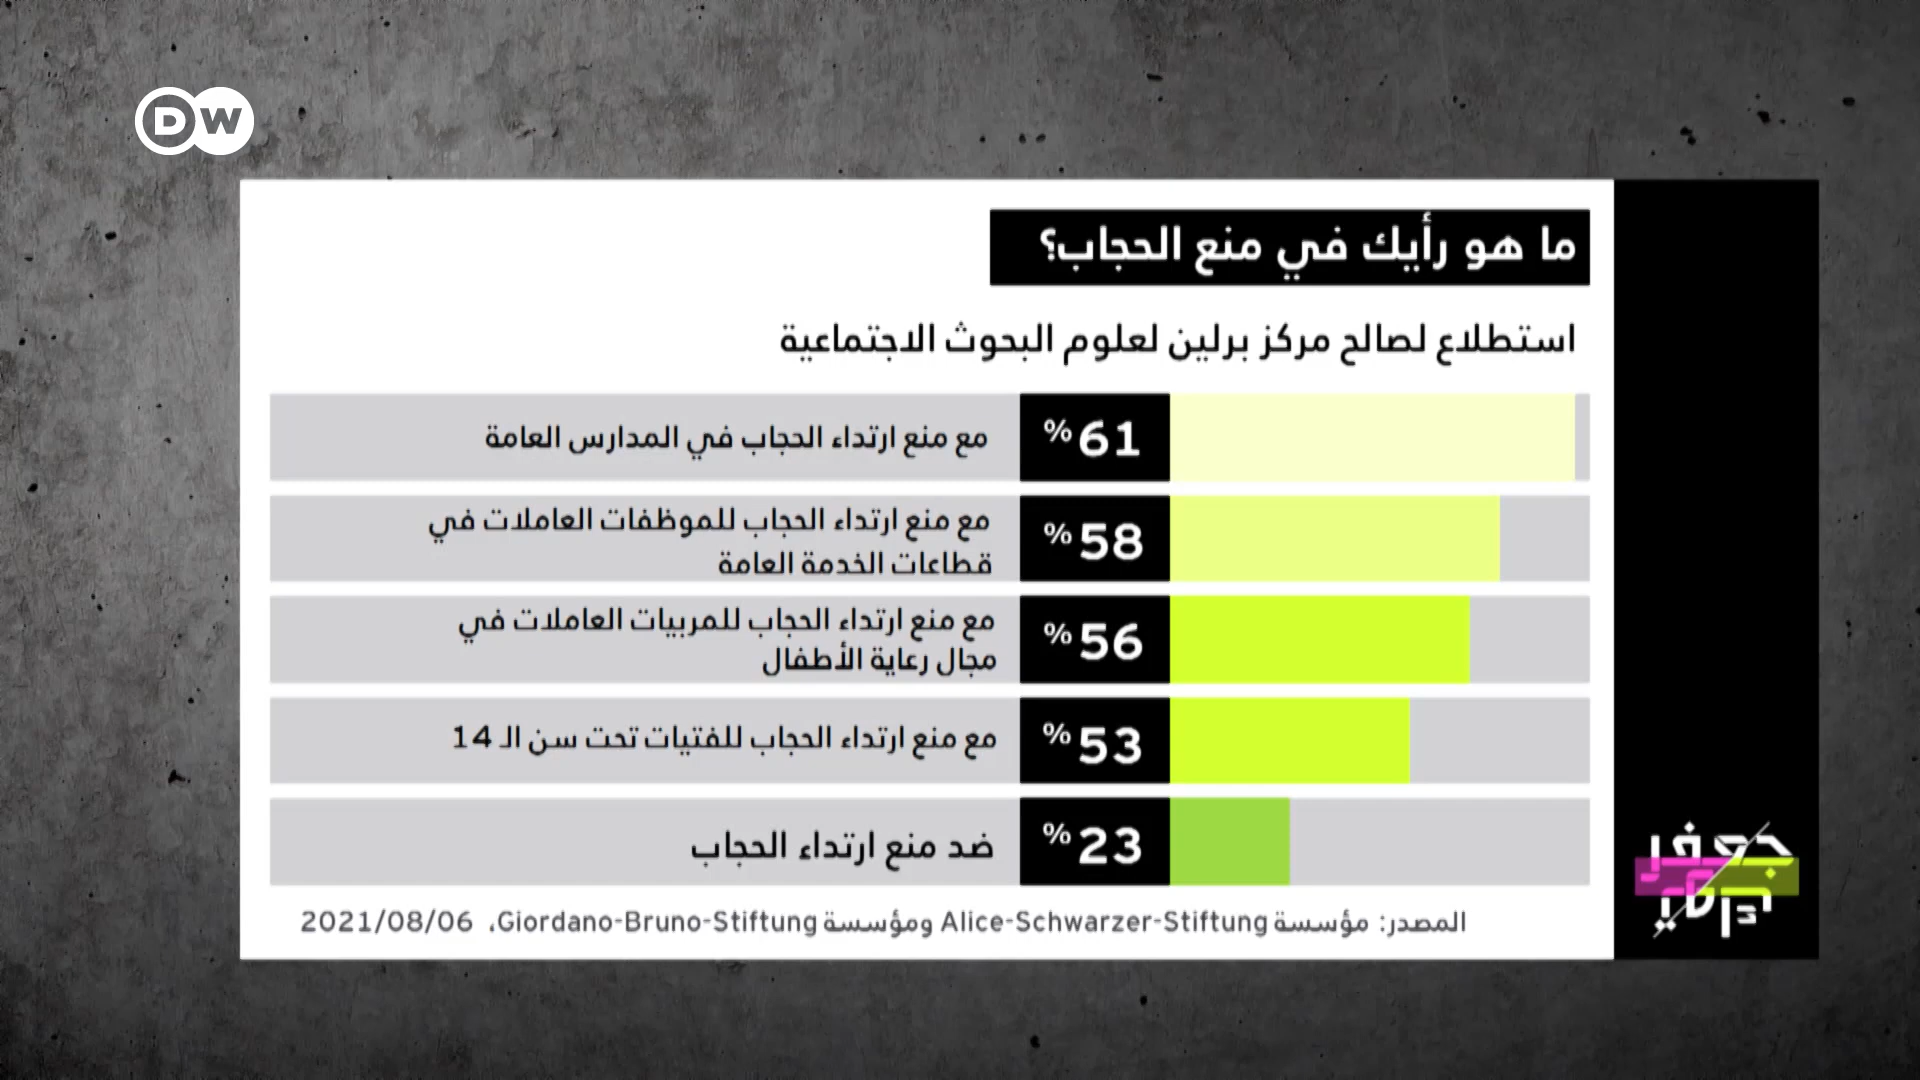 DW
ما هو رأيك في منع الحجاب؟
استطلاع لصالح مركز برلين لعلوم البحوث الاجتماعية
%61
مع منع ارتداء الحجاب في المدارس العامة
%58
مع منع ارتداء الحجاب للموظفات العاملات في
قطاعات الخدمة العامة
%56
مع منع ارتداء الحجاب للمربيات العاملات في
مجال رعاية الأطفال
%53
مع منع ارتداء الحجاب للفتيات تحت سن الـ 14
%23
ضد منع ارتداء الحجاب
المصدر: مؤسسة Alice-Schwarzer-Stiftung ومؤسسة Giordano-Bruno-Stiftung، 2021/08/06
جعفر
توك